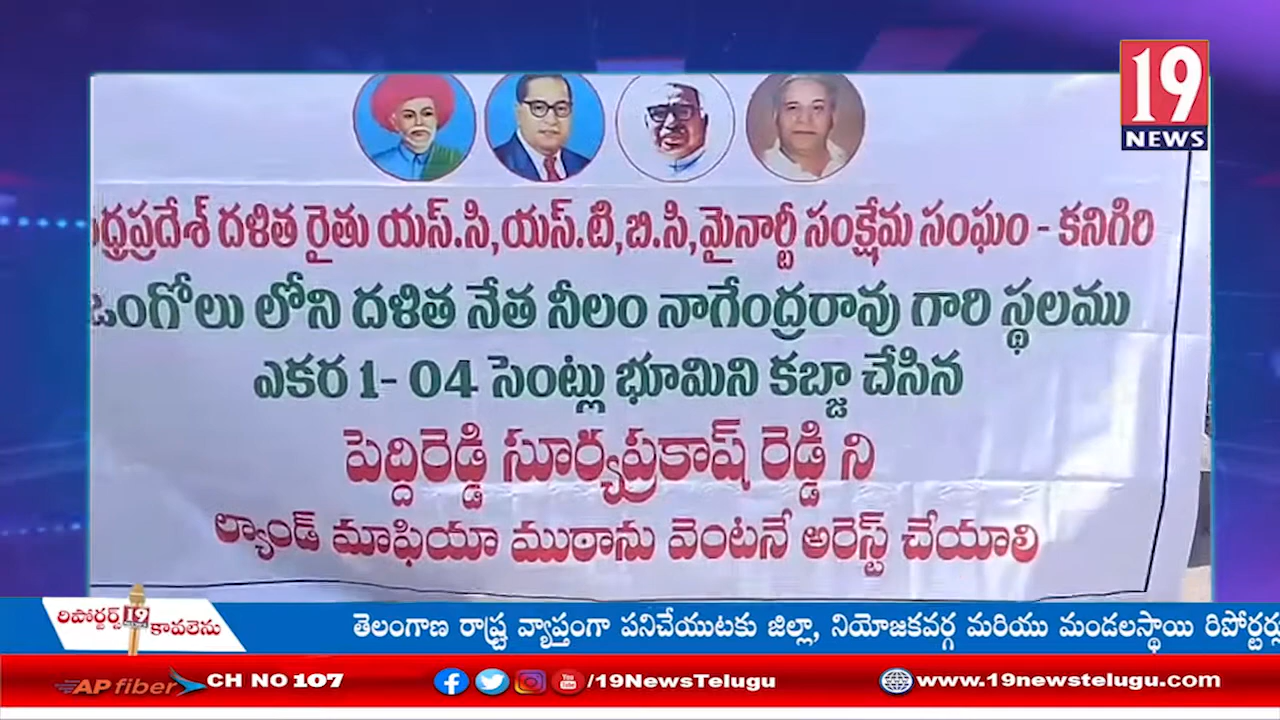 19
NEWS
ంధ్రప్రదేశ్ దళిత రైతు యస్.సి,యస్.టి,బి.సి,మైనార్టీ సంక్షేమ సంఘం - కనిగిరి
ఒంగోలు లోని దళిత నేత నీలం నాగేంద్రరావు గారి స్థలము
ఎకర 1- 04 సెంట్లు భూమిని కబ్జా చేసిన
పెద్దిరెడ్డి సూర్యప్రకాష్ రెడ్డి ని
ల్యాండ్ మాఫియా ముఠాను వెంటనే అరెస్ట్ చేయాలి
రిపోర్టర్స్ 19 కావలెను
తెలంగాణ రాష్ట్ర వ్యాప్తంగా పనిచేయుటకు జిల్లా, నియోజకవర్గ మరియు మండలస్థాయి రిపోర్టర్లు
AP fiber CH NO 107 /19NewsTelugu www.19newstelugu.com